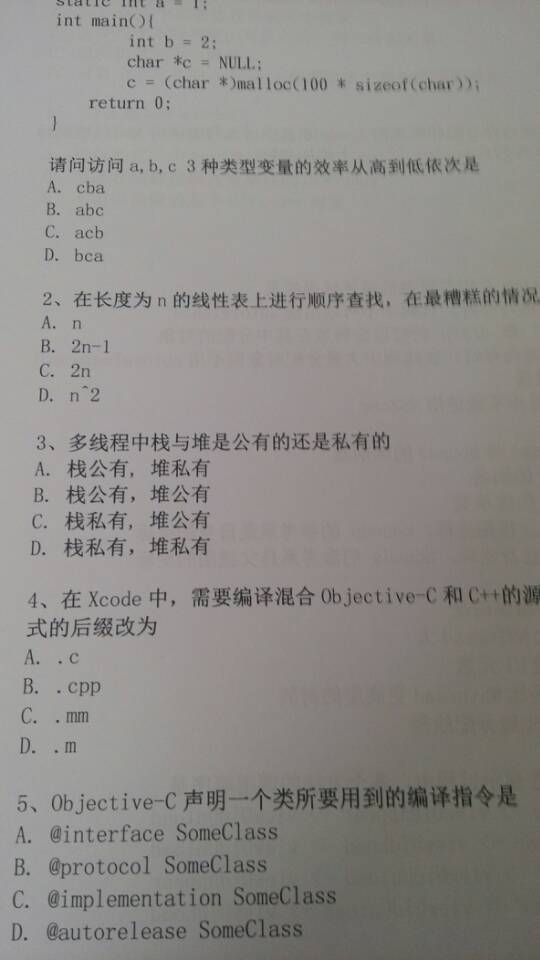 static int a = 1;
int main(){
int b = 2;
char *c = NULL;
c = (char *)malloc(100 * sizeof(char));
return 0;
}
请问访问 a,b,c 3 种类型变量的效率从高到低依次是
A. cba
B. abc
C. acb
D. bca
2、在长度为 n 的线性表上进行顺序查找，在最糟糕的情况
A. n
B. 2n-1
C. 2n
D. n^2
3、多线程中栈与堆是公有的还是私有的
A. 栈公有, 堆私有
B. 栈公有，堆公有
C. 栈私有, 堆公有
D. 栈私有，堆私有
4、在 Xcode 中，需要编译混合 Objective-C 和 C++的源
式的后缀改为
A. .c
B. .cpp
C. .mm
D. .m
5、Objective-C 声明一个类所要用到的编译指令是
A. @interface SomeClass
B. @protocol SomeClass
C. @implementation SomeClass
D. @autorelease SomeClass